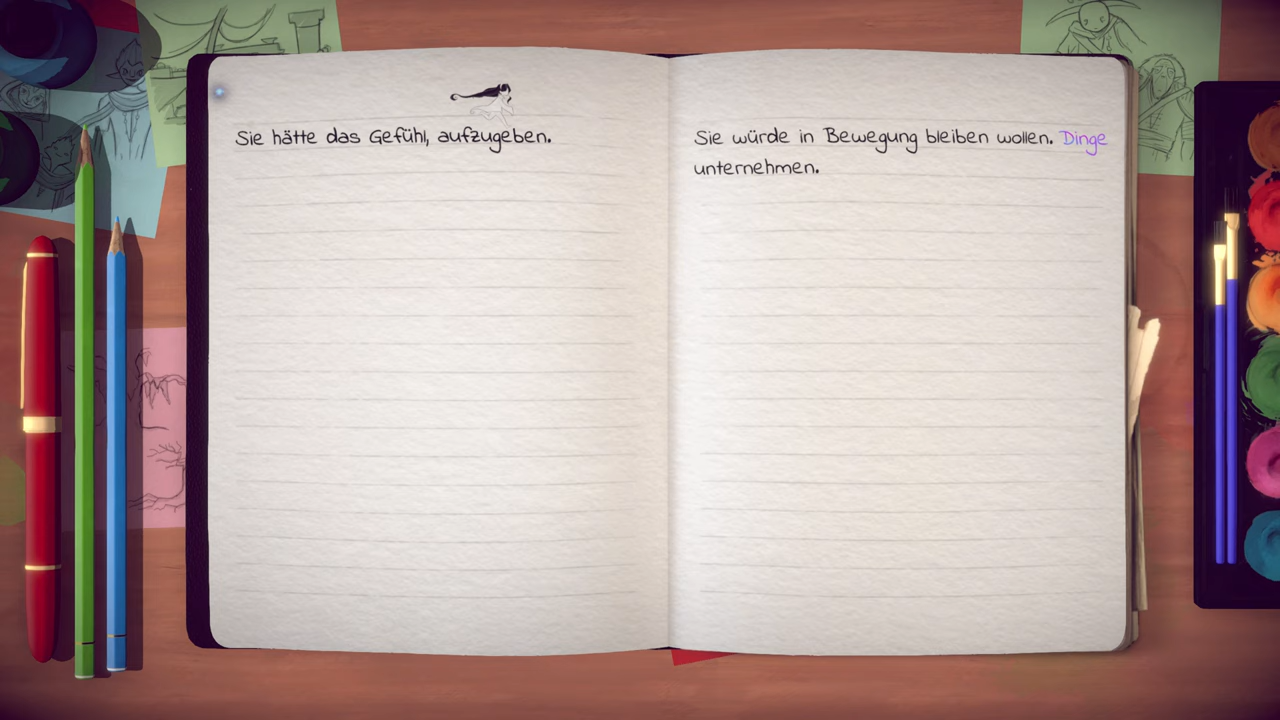 Sie hätte das Gefühl, aufzugeben.
Sie würde in Bewegung bleiben wollen. Dinge
unternehmen.